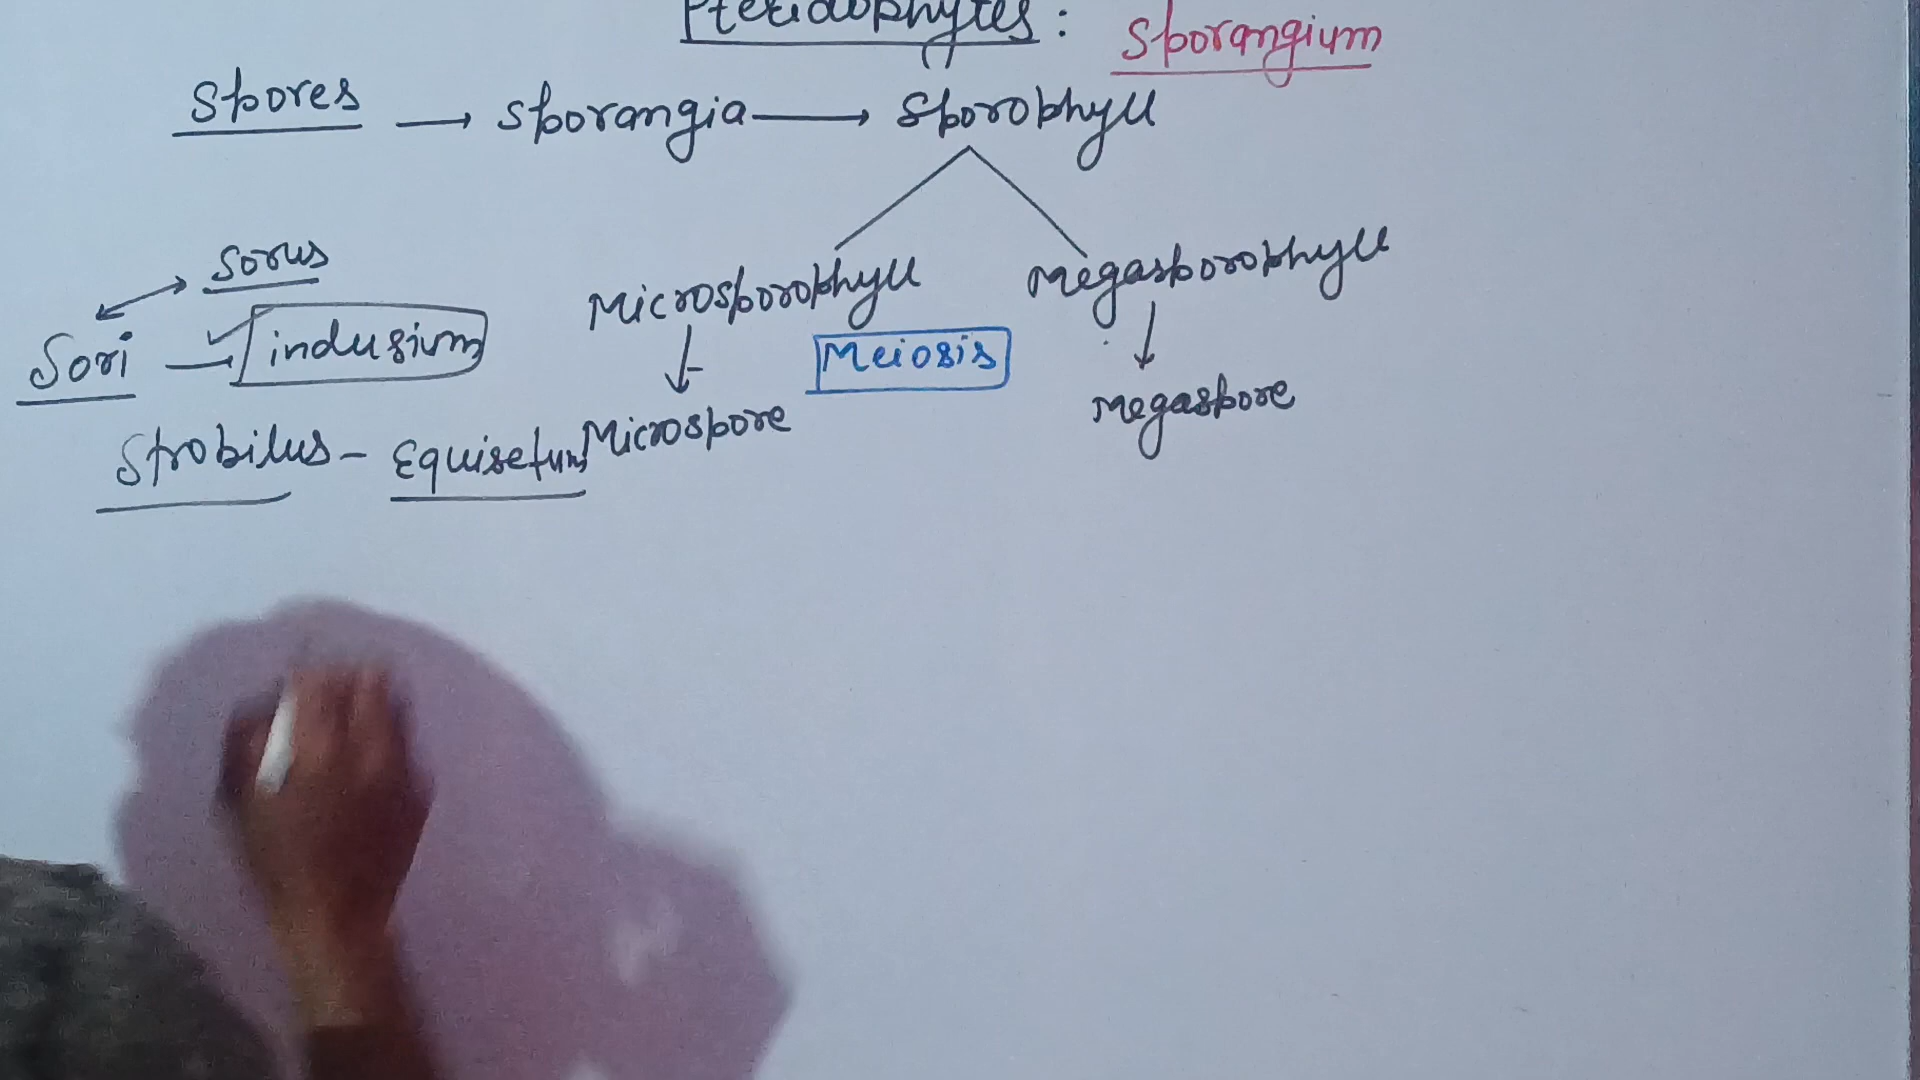 Pteridophytes :
Sporangium
Spores → Sporangia → Sporophyll
Sorus
Microsporophyll
Megasporophyll
Sori → indusium
Meiosis
Microspore
Megaspore
Strobilus - Equisetum